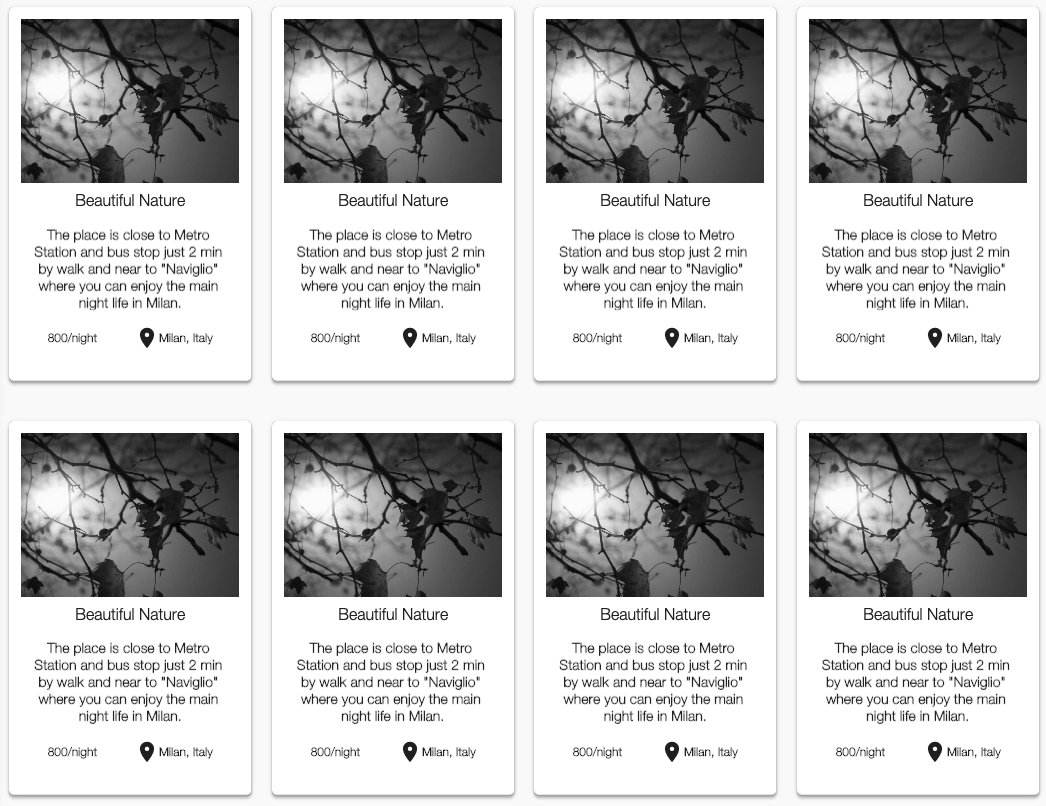 Beautiful Nature
The place is close to Metro
Station and bus stop just 2 min
by walk and near to "Naviglio"
where you can enjoy the main
night life in Milan.
800/night
Milan, Italy
Beautiful Nature
The place is close to Metro
Station and bus stop just 2 min
by walk and near to "Naviglio"
where you can enjoy the main
night life in Milan.
800/night
Milan, Italy
Beautiful Nature
The place is close to Metro
Station and bus stop just 2 min
by walk and near to "Naviglio"
where you can enjoy the main
night life in Milan.
800/night
Milan, Italy
Beautiful Nature
The place is close to Metro
Station and bus stop just 2 min
by walk and near to "Naviglio"
where you can enjoy the main
night life in Milan.
800/night
Milan, Italy
Beautiful Nature
The place is close to Metro
Station and bus stop just 2 min
by walk and near to "Naviglio"
where you can enjoy the main
night life in Milan.
800/night
Milan, Italy
Beautiful Nature
The place is close to Metro
Station and bus stop just 2 min
by walk and near to "Naviglio"
where you can enjoy the main
night life in Milan.
800/night
Milan, Italy
Beautiful Nature
The place is close to Metro
Station and bus stop just 2 min
by walk and near to "Naviglio"
where you can enjoy the main
night life in Milan.
800/night
Milan, Italy
Beautiful Nature
The place is close to Metro
Station and bus stop just 2 min
by walk and near to "Naviglio"
where you can enjoy the main
night life in Milan.
800/night
Milan, Italy